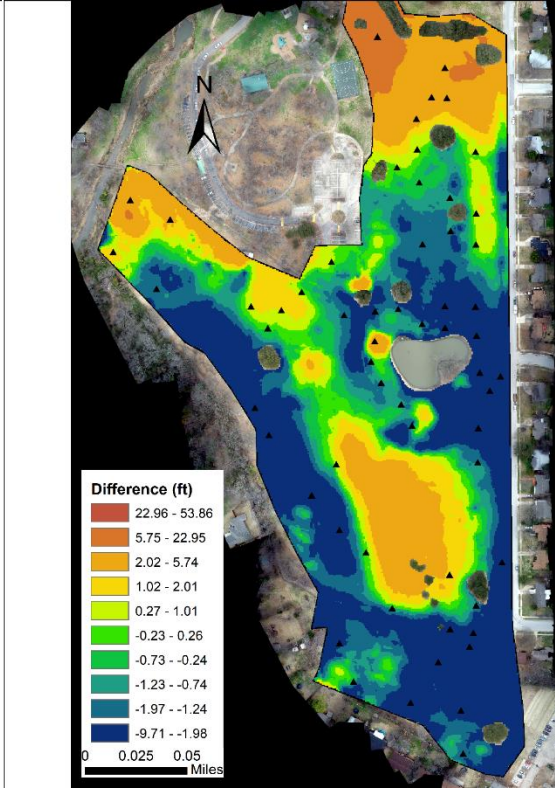 N
Difference (ft)
22.96 - 53.86
5.75 - 22.95
2.02 - 5.74
1.02 - 2.01
0.27 - 1.01
-0.23 - 0.26
-0.73 - -0.24
-1.23 - -0.74
-1.97 - -1.24
-9.71 - -1.98
0 0.025 0.05
Miles